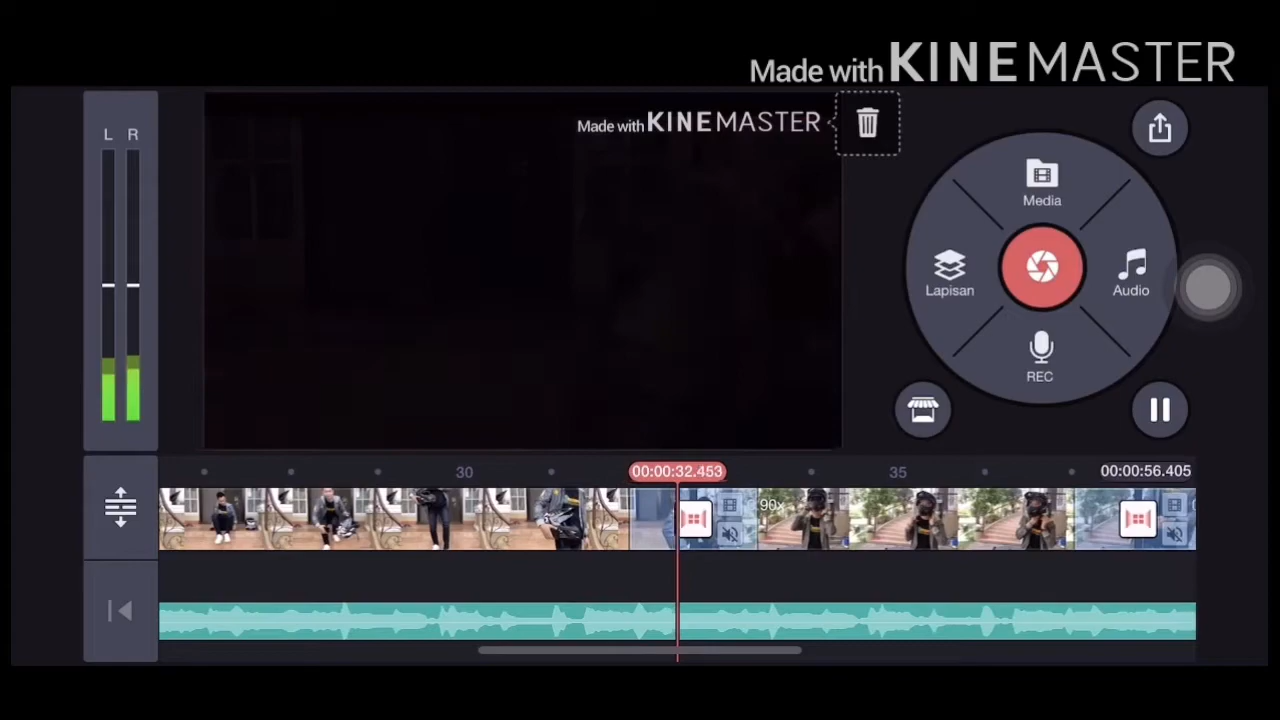 Made with KINEMASTER
L R
Made with KINEMASTER
Media
Lapisan
Audio
REC
30
00:00:32.453
35
00:00:56.405
.90x